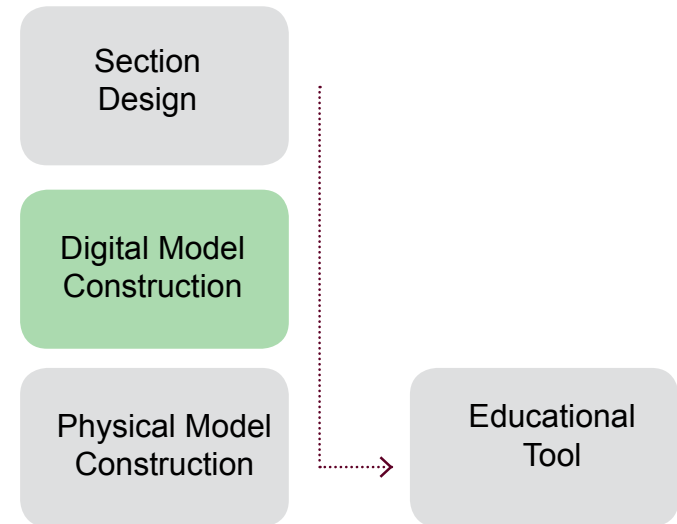 Section
Design
Digital Model
Construction
Physical Model
Construction
Educational
Tool